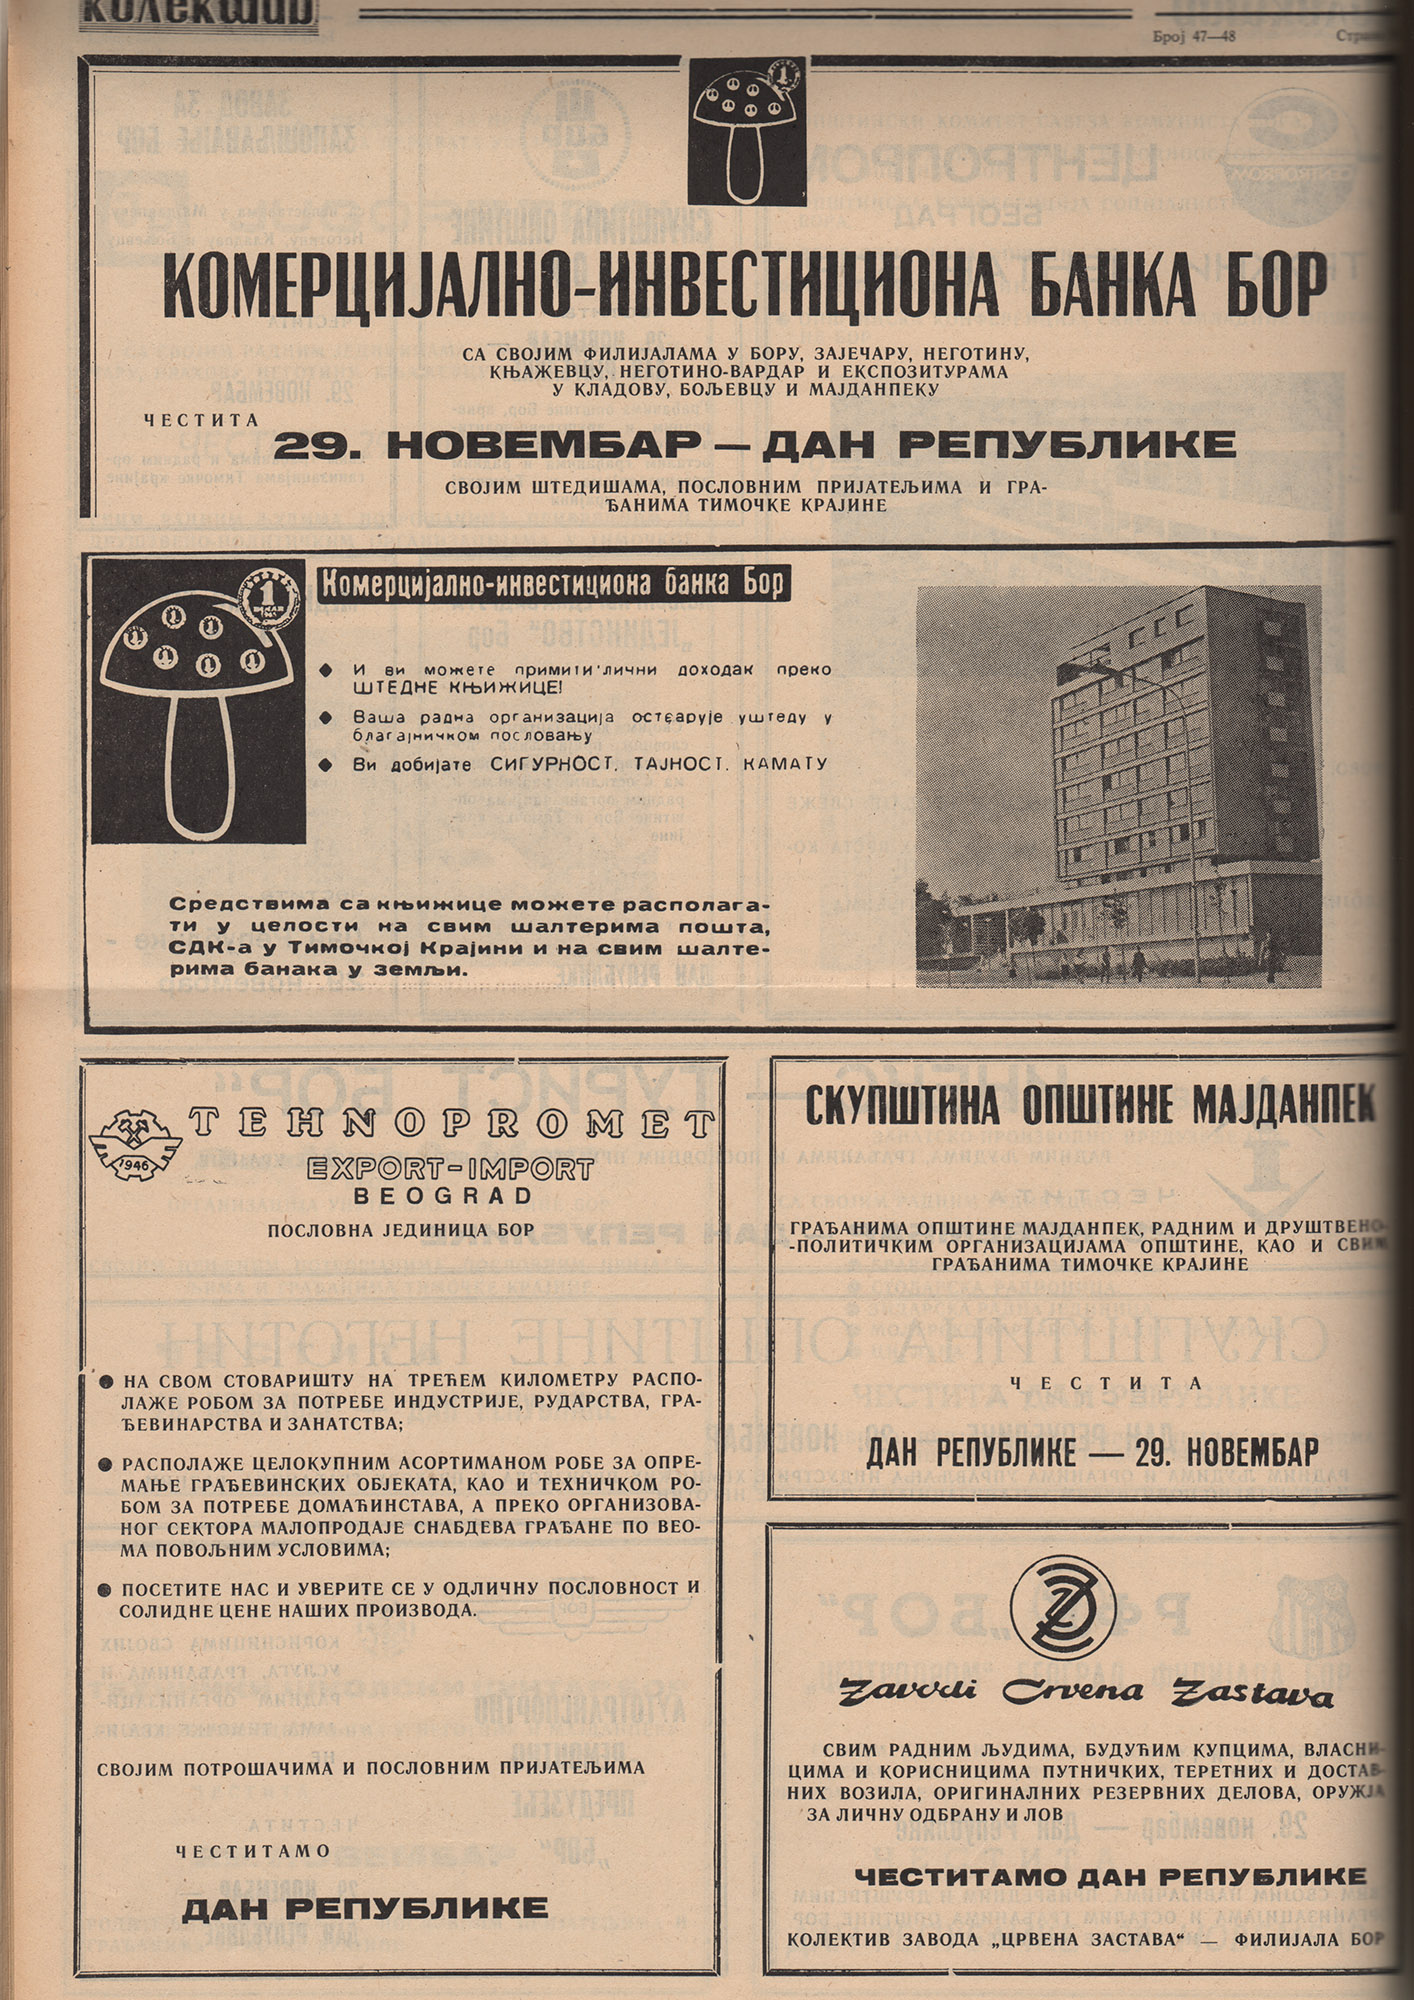 колектив
Број 47—48
КОМЕРЦИЈАЛНО-ИНВЕСТИЦИОНА БАНКА БОР
СА СВОЈИМ ФИЛИЈАЛАМА У БОРУ, ЗАЈЕЧАРУ, НЕГОТИНУ,
КЊАЖЕВЦУ, НЕГОТИНО-ВАРДАР И ЕКСПОЗИТУРАМА
У КЛАДОВУ, БОЉЕВЦУ И МАЈДАНПЕКУ
ЧЕСТИТА
29. НОВЕМБАР — ДАН РЕПУБЛИКЕ
СВОЈИМ ШТЕДИШАМА, ПОСЛОВНИМ ПРИЈАТЕЉИМА И ГРА-
ЂАНИМА ТИМОЧКЕ КРАЈИНЕ
Комерцијално-инвестициона банка Бор
● И ви можете примити лични доходак преко
ШТЕДНЕ КЊИЖИЦЕ!
● Ваша радна организација остварује уштеду у
благајничком пословању
● Ви добијате СИГУРНОСТ, ТАЈНОСТ, КАМАТУ
Средствима са књижице можете располага-
ти у целости на свим шалтерима пошта,
СДК-а у Тимочкој Крајини и на свим шалте-
рима банака у земљи.
1946
TEHNOPROMET
EXPORT-IMPORT
BEOGRAD
ПОСЛОВНА ЈЕДИНИЦА БОР
● НА СВОМ СТОВАРИШТУ НА ТРЕЋЕМ КИЛОМЕТРУ РАСПО-
ЛАЖЕ РОБОМ ЗА ПОТРЕБЕ ИНДУСТРИЈЕ, РУДАРСТВА, ГРА-
ЂЕВИНАРСТВА И ЗАНАТСТВА;
● РАСПОЛАЖЕ ЦЕЛОКУПНИМ АСОРТИМАНОМ РОБЕ ЗА ОПРЕ-
МАЊЕ ГРАЂЕВИНСКИХ ОБЈЕКАТА, КАО И ТЕХНИЧКОМ РО-
БОМ ЗА ПОТРЕБЕ ДОМАЋИНСТАВА, А ПРЕКО ОРГАНИЗОВА-
НОГ СЕКТОРА МАЛОПРОДАЈЕ СНАБДЕВА ГРАЂАНЕ ПО ВЕО-
МА ПОВОЉНИМ УСЛОВИМА;
● ПОСЕТИТЕ НАС И УВЕРИТЕ СЕ У ОДЛИЧНУ ПОСЛОВНОСТ И
СОЛИДНЕ ЦЕНЕ НАШИХ ПРОИЗВОДА.
СВОЈИМ ПОТРОШАЧИМА И ПОСЛОВНИМ ПРИЈАТЕЉИМА
ЧЕСТИТАМО
ДАН РЕПУБЛИКЕ
СКУПШТИНА ОПШТИНЕ МАЈДАНПЕК
ГРАЂАНИМА ОПШТИНЕ МАЈДАНПЕК, РАДНИМ И ДРУШТВЕНО-
-ПОЛИТИЧКИМ ОРГАНИЗАЦИЈАМА ОПШТИНЕ, КАО И СВИМ
ГРАЂАНИМА ТИМОЧКЕ КРАЈИНЕ
ЧЕСТИТА
ДАН РЕПУБЛИКЕ — 29. НОВЕМБАР
Zavodi Crvena Zastava
СВИМ РАДНИМ ЉУДИМА, БУДУЋИМ КУПЦИМА, ВЛАСНИ-
ЦИМА И КОРИСНИЦИМА ПУТНИЧКИХ, ТЕРЕТНИХ И ДОСТАВ-
НИХ ВОЗИЛА, ОРИГИНАЛНИХ РЕЗЕРВНИХ ДЕЛОВА, ОРУЖЈА
ЗА ЛИЧНУ ОДБРАНУ И ЛОВ
ЧЕСТИТАМО ДАН РЕПУБЛИКЕ
КОЛЕКТИВ ЗАВОДА „ЦРВЕНА ЗАСТАВА“ — ФИЛИЈАЛА БОР